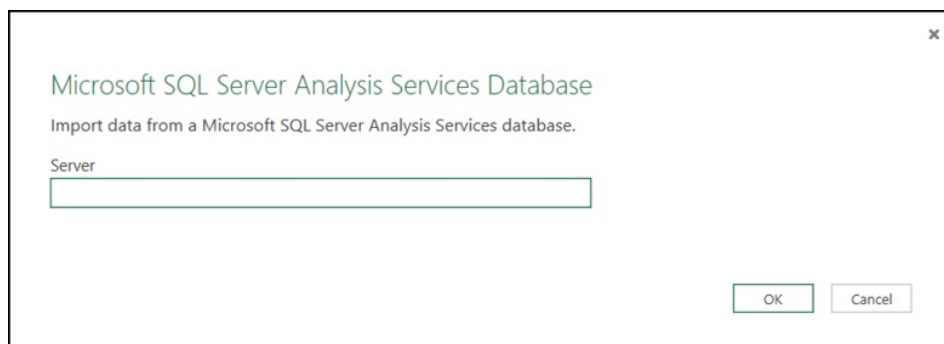 Microsoft SQL Server Analysis Services Database
Import data from a Microsoft SQL Server Analysis Services database.
Server
OK Cancel